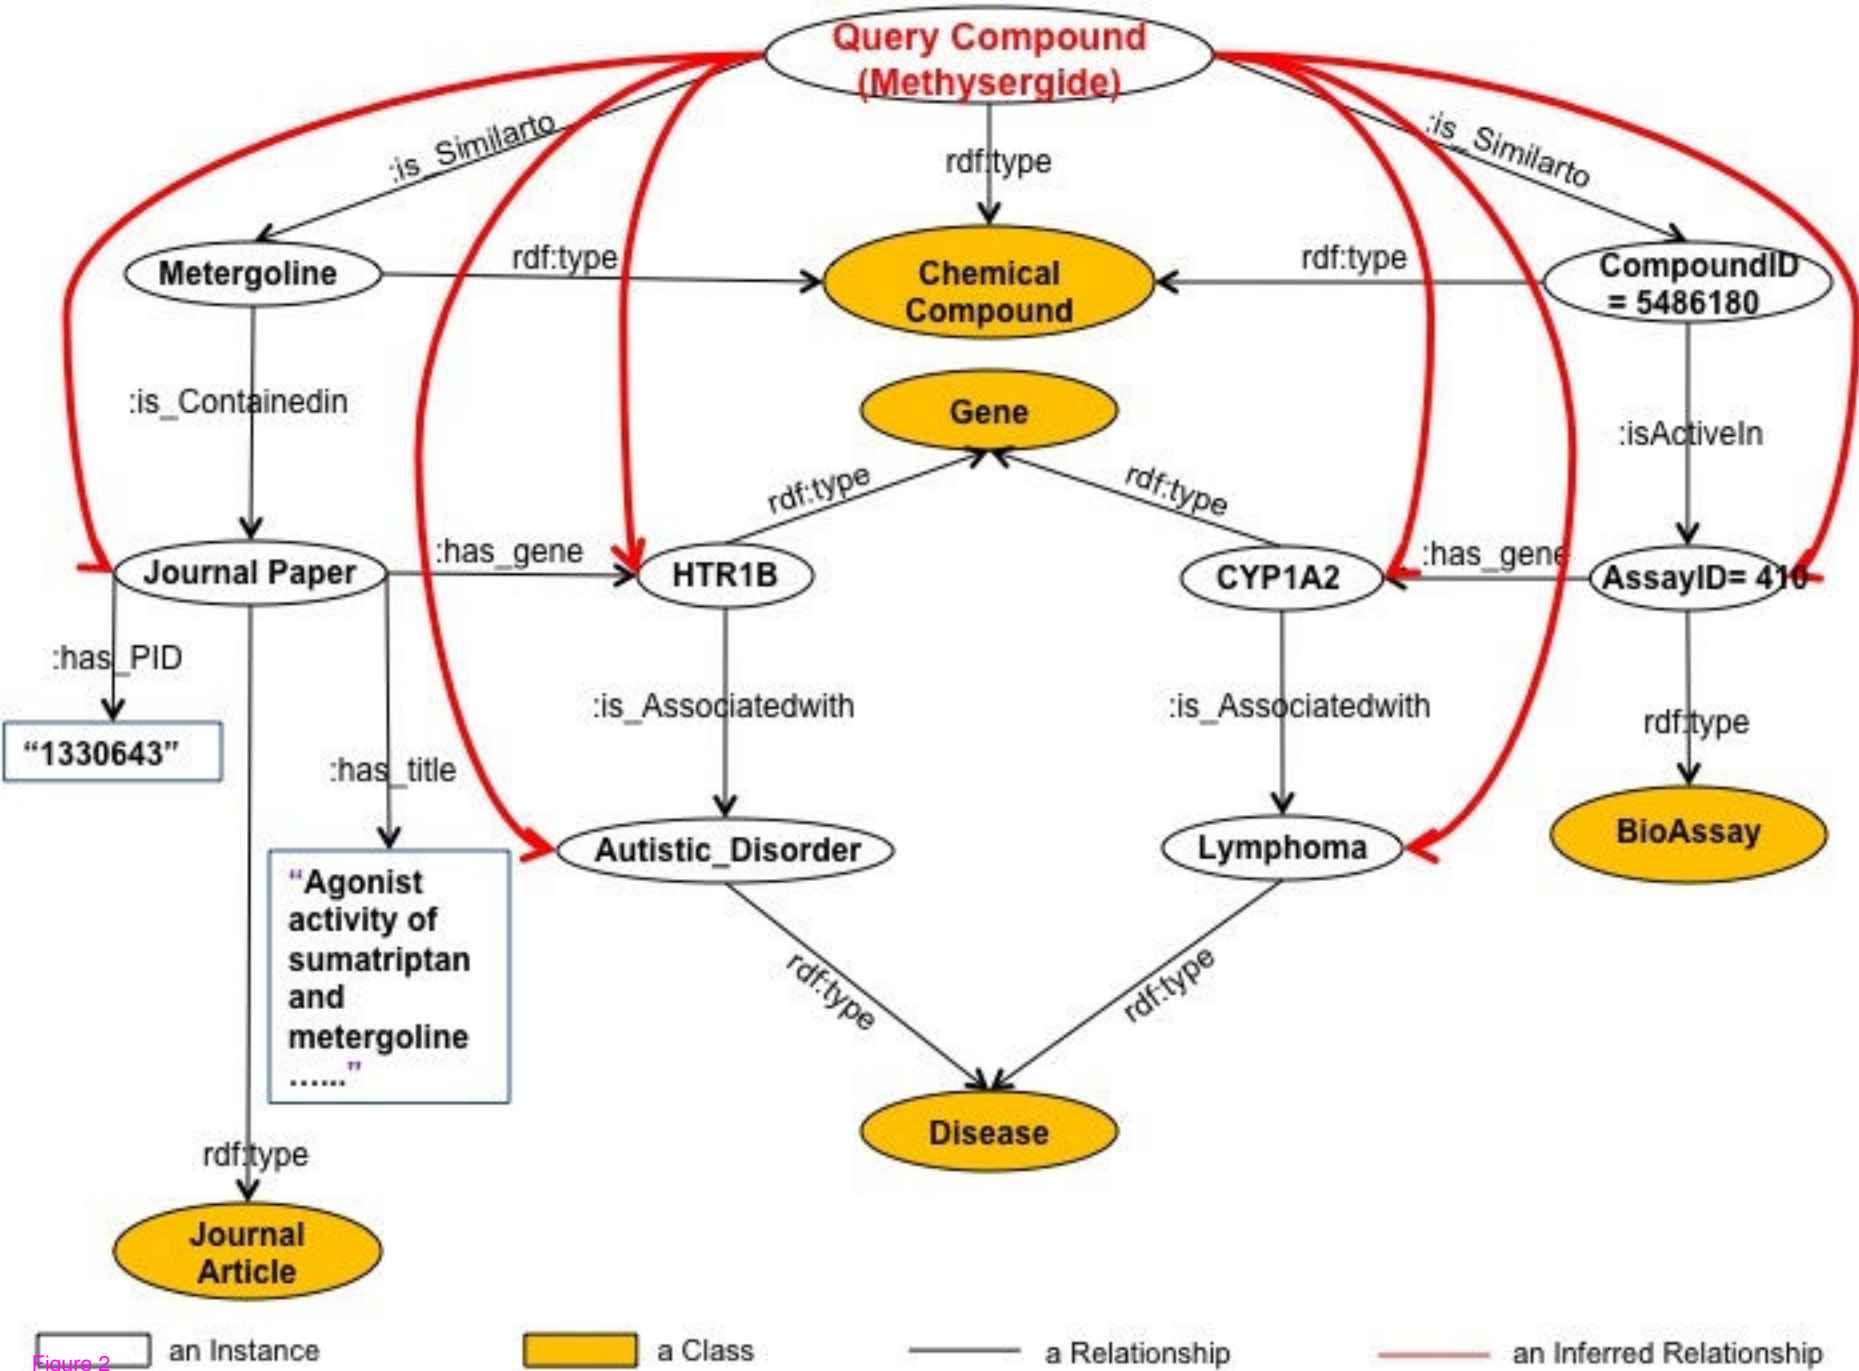 Query Compound
(Methysergide)
:is_Similarto
rdf:type
:is_Similarto
Metergoline
rdf:type
Chemical
Compound
rdf:type
CompoundID
= 5486180
:is_Containedin
Gene
:isActiveIn
rdf:type
rdf:type
Journal Paper
:has_gene
HTR1B
CYP1A2
:has_gene
AssayID= 410
:has_PID
:is_Associatedwith
:is_Associatedwith
rdf:type
“1330643”
:has_title
Autistic_Disorder
Lymphoma
BioAssay
“Agonist
activity of
sumatriptan
and
metergoline
......”
rdf:type
rdf:type
Disease
rdf:type
Journal
Article
an Instance
a Class
a Relationship
an Inferred Relationship
Figure 2